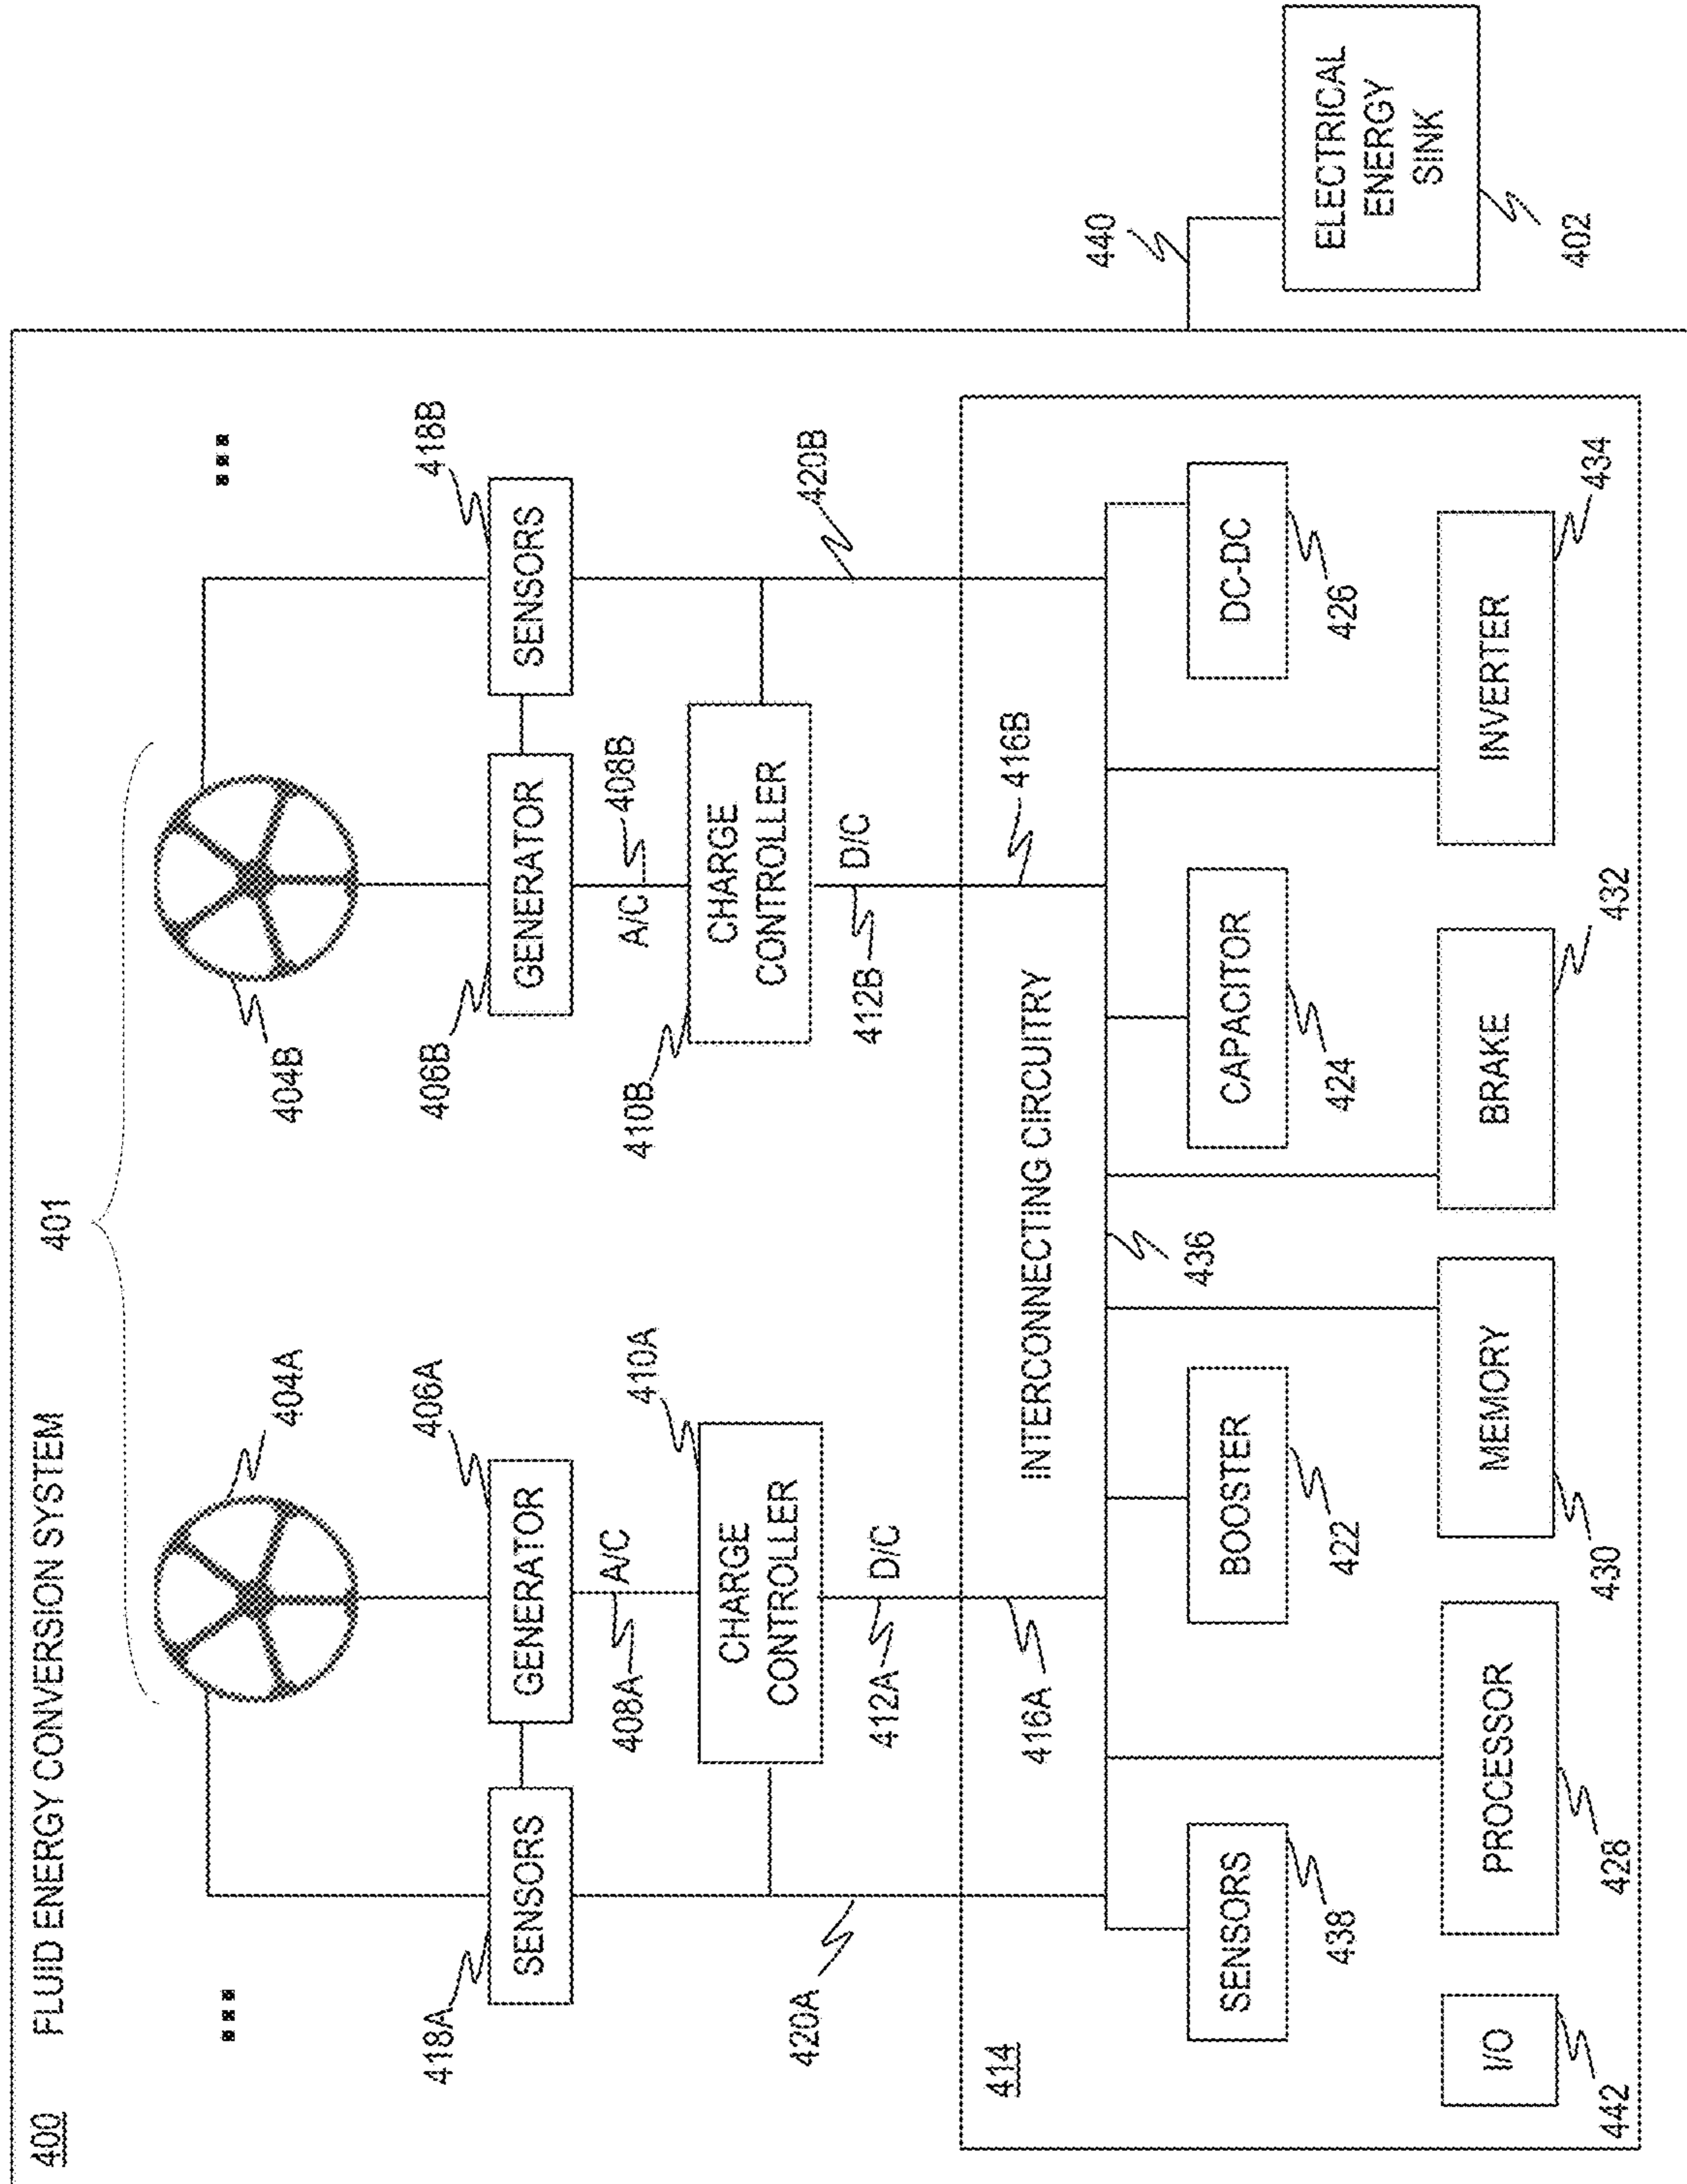 400 FLUID ENERGY CONVERSION SYSTEM
401
404A
404B
418A
406A
406B
418B
SENSORS
GENERATOR
GENERATOR
SENSORS
408A
A/C
A/C
408B
410A
410B
CHARGE
CONTROLLER
CHARGE
CONTROLLER
420A
412A
D/C
412B
D/C
420B
414
416A
INTERCONNECTING CIRCUITRY
416B
436
SENSORS
BOOSTER
CAPACITOR
DC-DC
438
422
424
426
I/O
PROCESSOR
MEMORY
BRAKE
INVERTER
442
428
430
432
434
440
ELECTRICAL
ENERGY
SINK
402